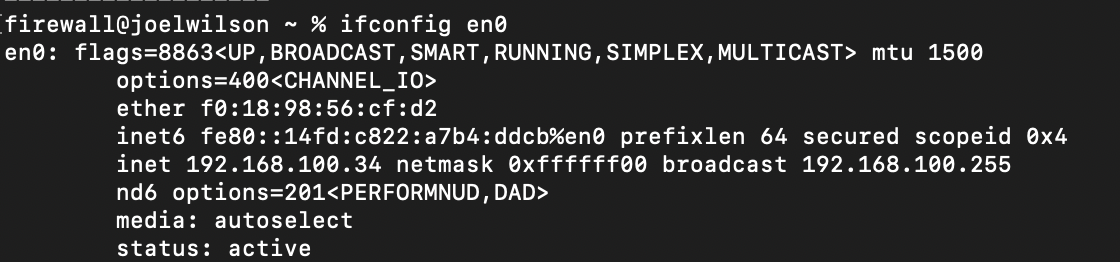 firewall@joelwilson ~ % ifconfig en0
en0: flags=8863<UP,BROADCAST,SMART,RUNNING,SIMPLEX,MULTICAST> mtu 1500
options=400<CHANNEL_IO>
ether f0:18:98:56:cf:d2
inet6 fe80::14fd:c822:a7b4:ddcb%en0 prefixlen 64 secured scopeid 0x4
inet 192.168.100.34 netmask 0xffffff00 broadcast 192.168.100.255
nd6 options=201<PERFORMNUD,DAD>
media: autoselect
status: active